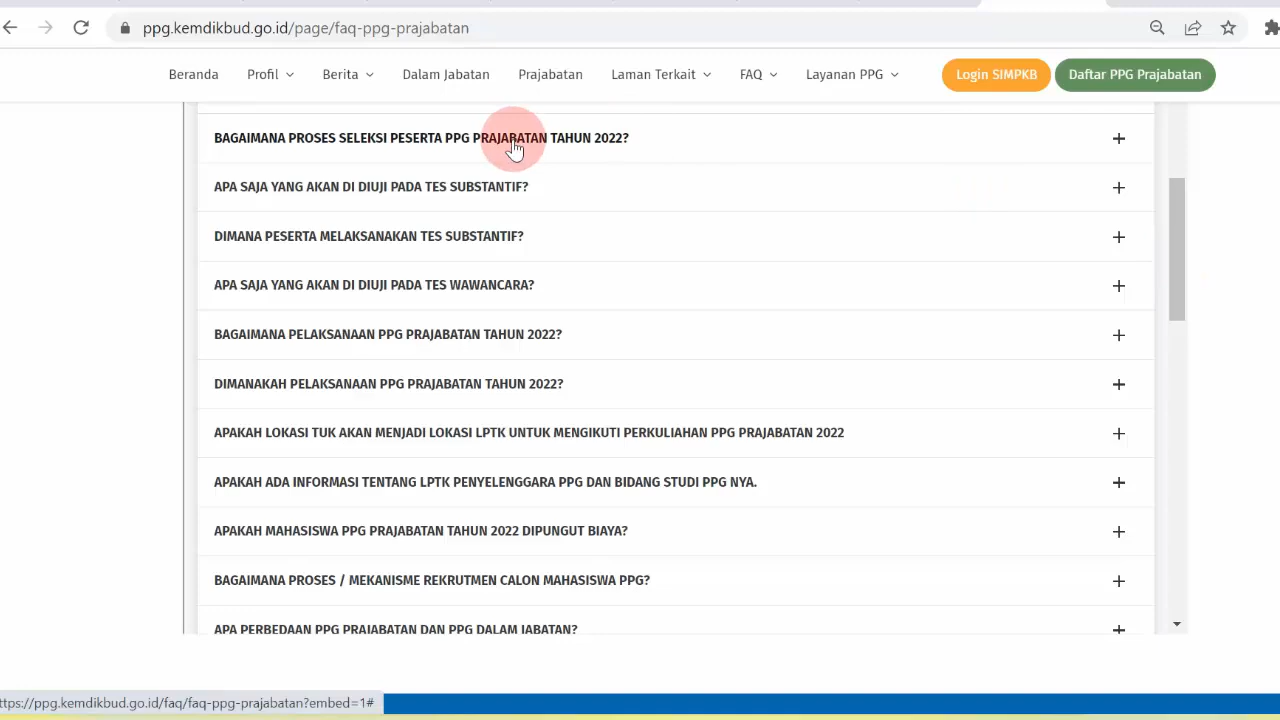 ppg.kemdikbud.go.id/page/faq-ppg-prajabatan
Beranda Profil Berita Dalam Jabatan Prajabatan Laman Terkait FAQ Layanan PPG Login SIMPKB Daftar PPG Prajabatan
BAGAIMANA PROSES SELEKSI PESERTA PPG PRAJABATAN TAHUN 2022? +
APA SAJA YANG AKAN DI DIUJI PADA TES SUBSTANTIF? +
DIMANA PESERTA MELAKSANAKAN TES SUBSTANTIF? +
APA SAJA YANG AKAN DI DIUJI PADA TES WAWANCARA? +
BAGAIMANA PELAKSANAAN PPG PRAJABATAN TAHUN 2022? +
DIMANAKAH PELAKSANAAN PPG PRAJABATAN TAHUN 2022? +
APAKAH LOKASI TUK AKAN MENJADI LOKASI LPTK UNTUK MENGIKUTI PERKULIAHAN PPG PRAJABATAN 2022 +
APAKAH ADA INFORMASI TENTANG LPTK PENYELENGGARA PPG DAN BIDANG STUDI PPG NYA. +
APAKAH MAHASISWA PPG PRAJABATAN TAHUN 2022 DIPUNGUT BIAYA? +
BAGAIMANA PROSES / MEKANISME REKRUTMEN CALON MAHASISWA PPG? +
APA PERBEDAAN PPG PRAJABATAN DAN PPG DALAM JABATAN? +
ttps://ppg.kemdikbud.go.id/faq/faq-ppg-prajabatan?embed=1#